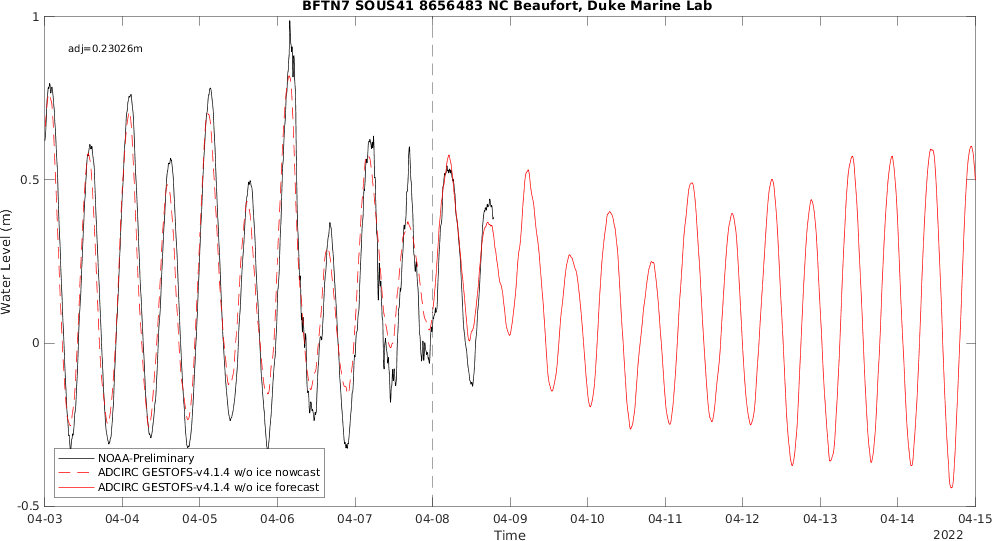 BFTN7 SOUS41 8656483 NC Beaufort, Duke Marine Lab
adj=0.23026m
Water Level (m)
1
0.5
0
-0.5
NOAA-Preliminary
ADCIRC GESTOFS-v4.1.4 w/o ice nowcast
ADCIRC GESTOFS-v4.1.4 w/o ice forecast
04-03 04-04 04-05 04-06 04-07 04-08 04-09 04-10 04-11 04-12 04-13 04-14 04-15
Time
2022